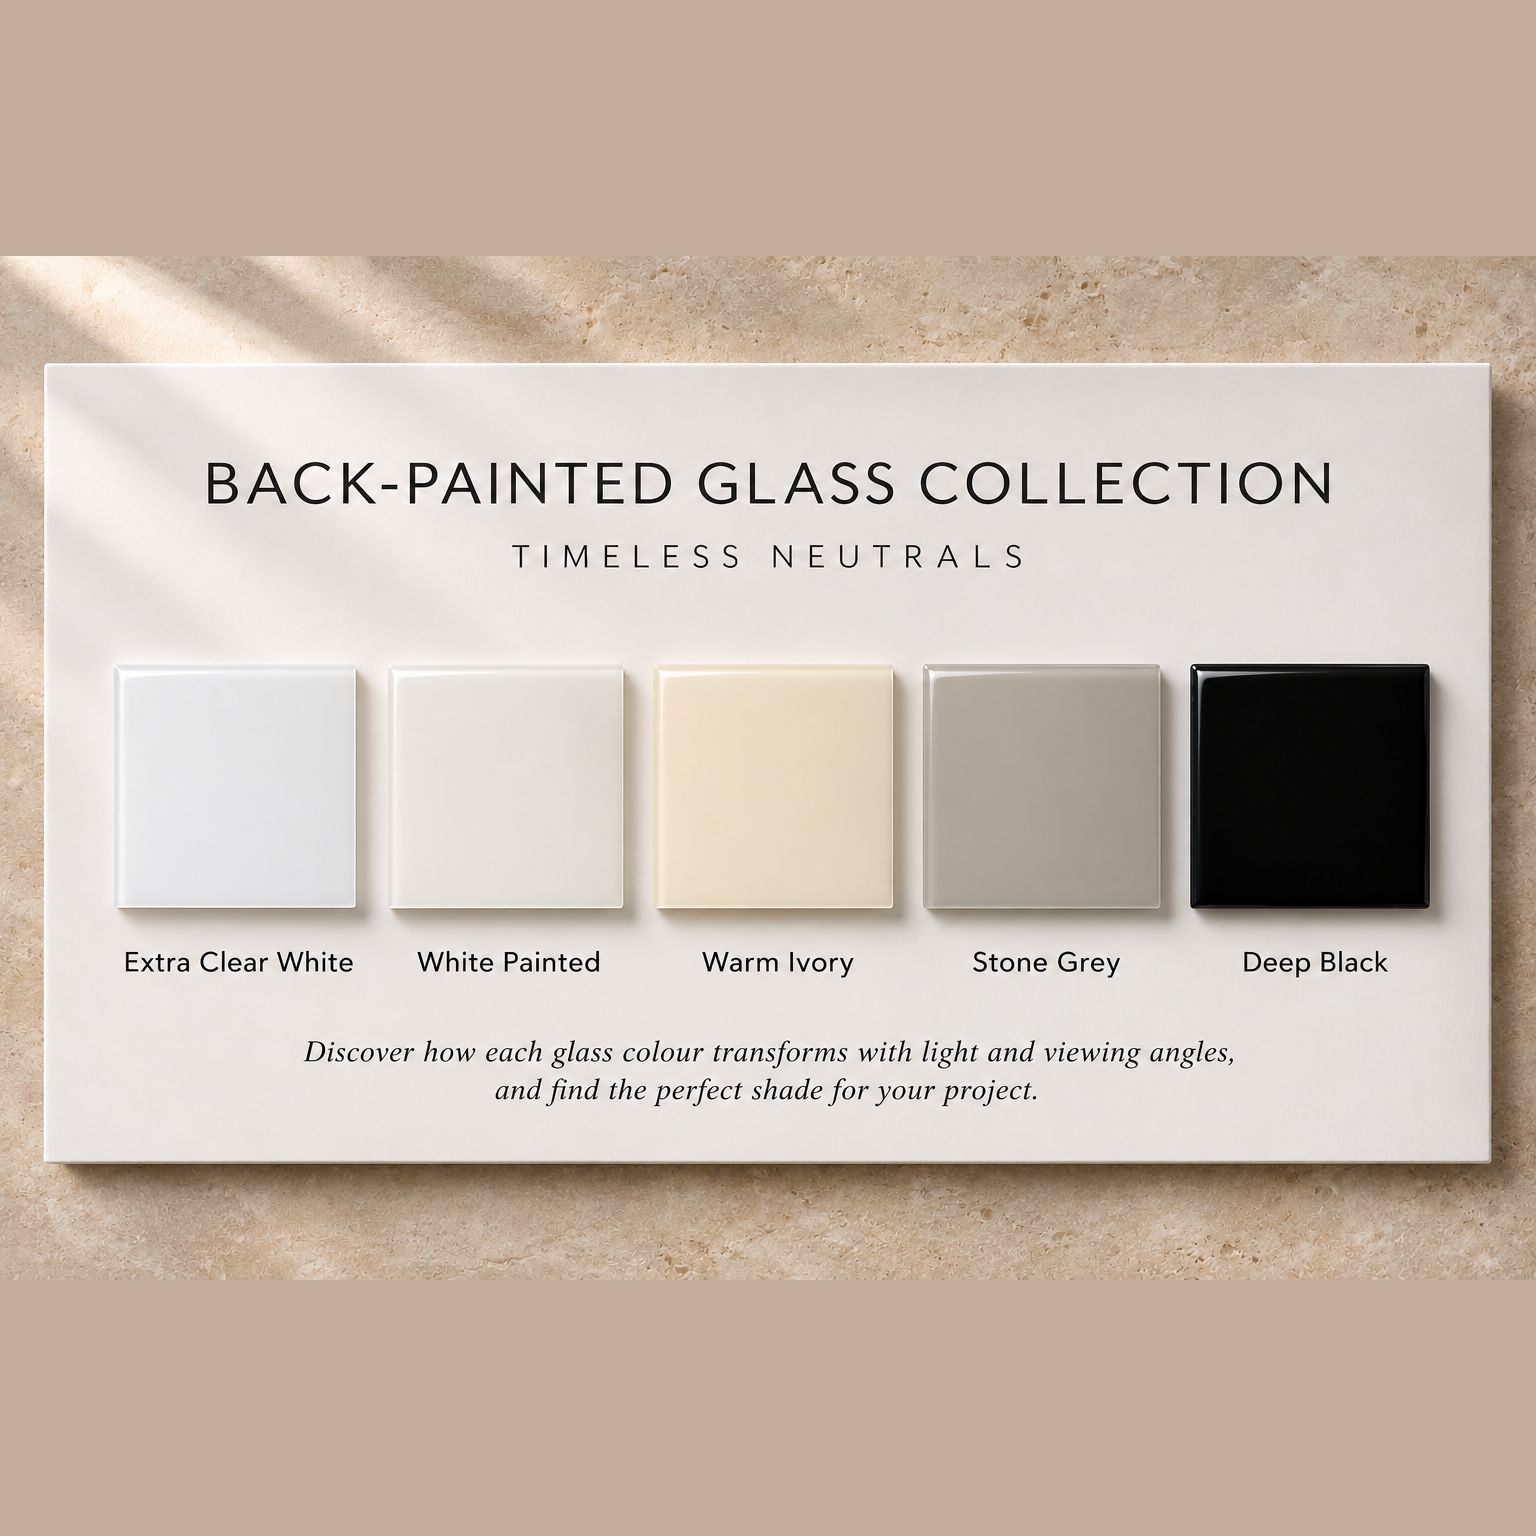 BACK-PAINTED GLASS COLLECTION
TIMELESS NEUTRALS
Extra Clear White
White Painted
Warm Ivory
Stone Grey
Deep Black
Discover how each glass colour transforms with light and viewing angles,
and find the perfect shade for your project.